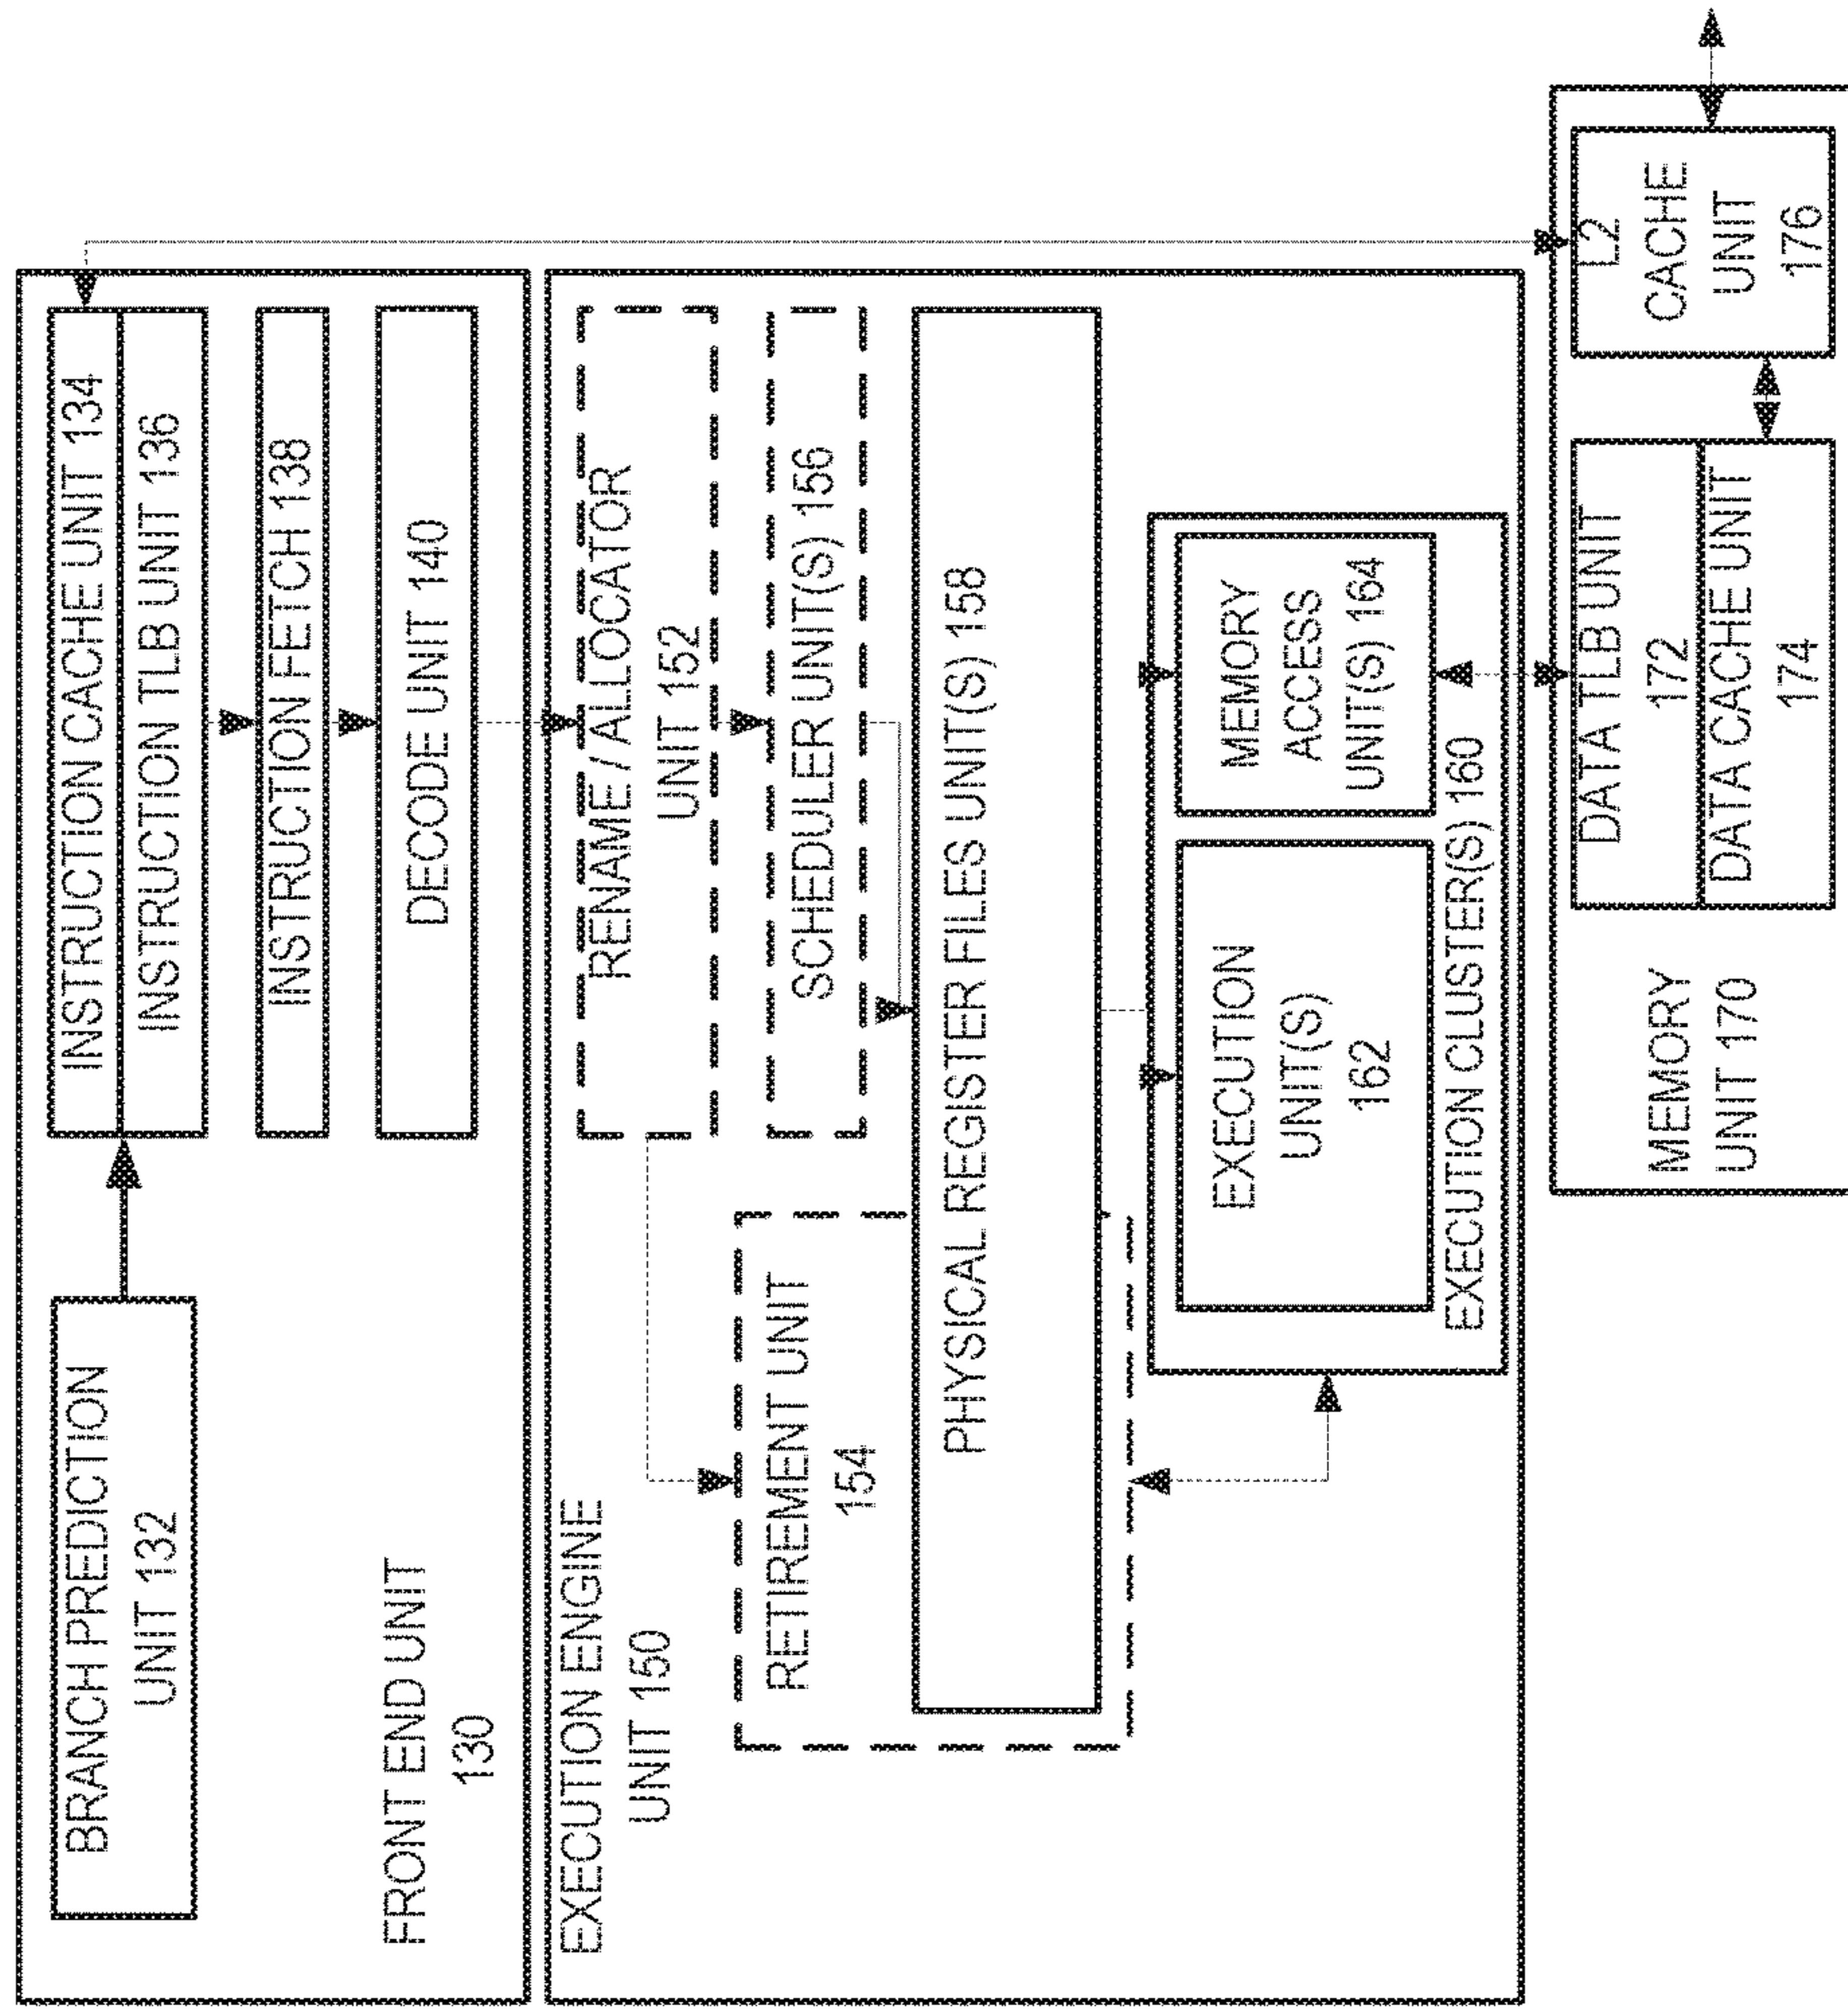 BRANCH PREDICTION
UNIT 132
INSTRUCTION CACHE UNIT 134
INSTRUCTION TLB UNIT 136
INSTRUCTION FETCH 138
DECODE UNIT 140
FRONT END UNIT
130
EXECUTION ENGINE
UNIT 150
RENAME / ALLOCATOR
UNIT 152
RETIREMENT UNIT
154
SCHEDULER UNIT(S) 156
PHYSICAL REGISTER FILES UNIT(S) 158
EXECUTION
UNIT(S)
162
MEMORY
ACCESS
UNIT(S) 164
EXECUTION CLUSTER(S) 160
MEMORY
UNIT 170
DATA TLB UNIT
172
DATA CACHE UNIT
174
L2
CACHE
UNIT
176